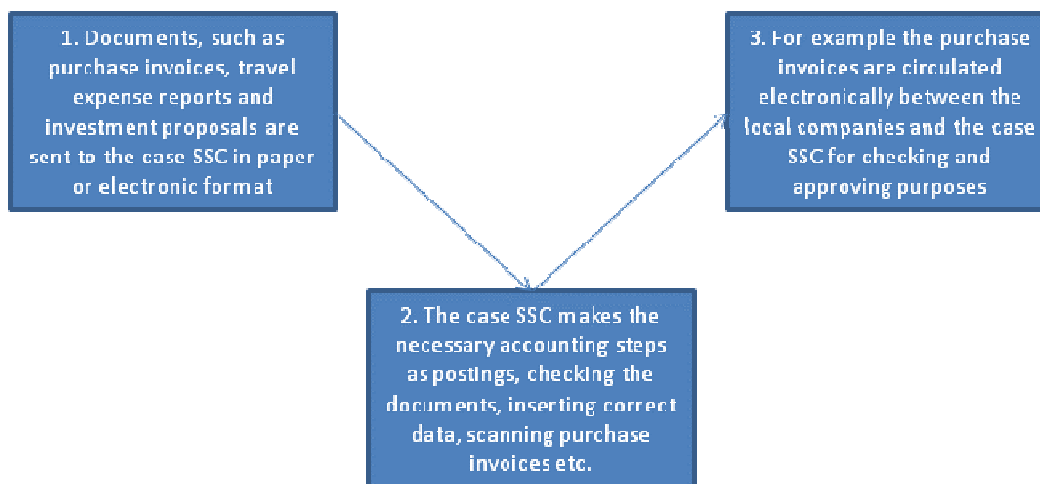 1. Documents, such as
purchase invoices, travel
expense reports and
investment proposals are
sent to the case SSC in paper
or electronic format
2. The case SSC makes the
necessary accounting steps
as postings, checking the
documents, inserting correct
data, scanning purchase
invoices etc.
3. For example the purchase
invoices are circulated
electronically between the
local companies and the case
SSC for checking and
approving purposes